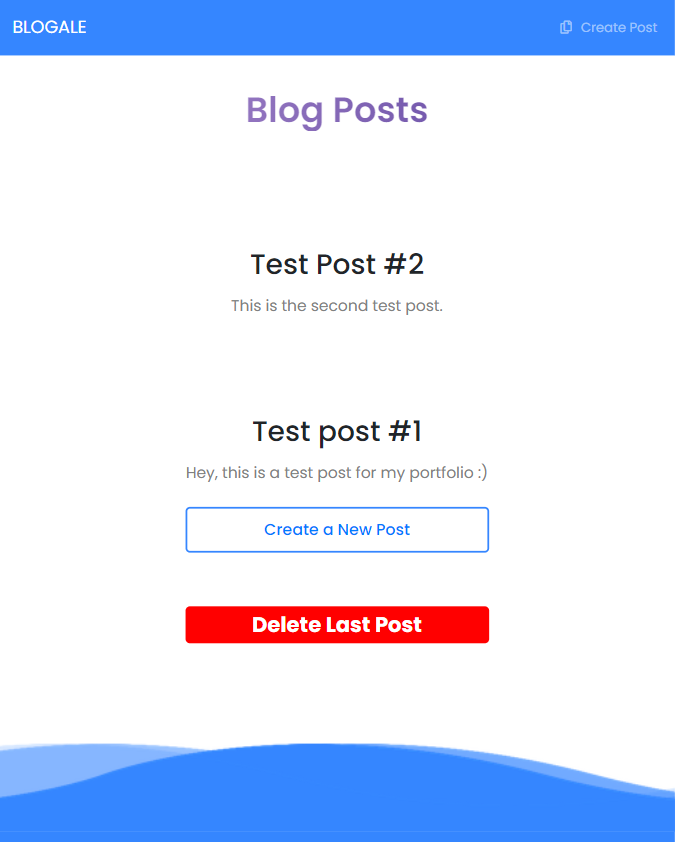 BLOGALE
Create Post
Blog Posts
Test Post #2
This is the second test post.
Test post #1
Hey, this is a test post for my portfolio :)
Create a New Post
Delete Last Post